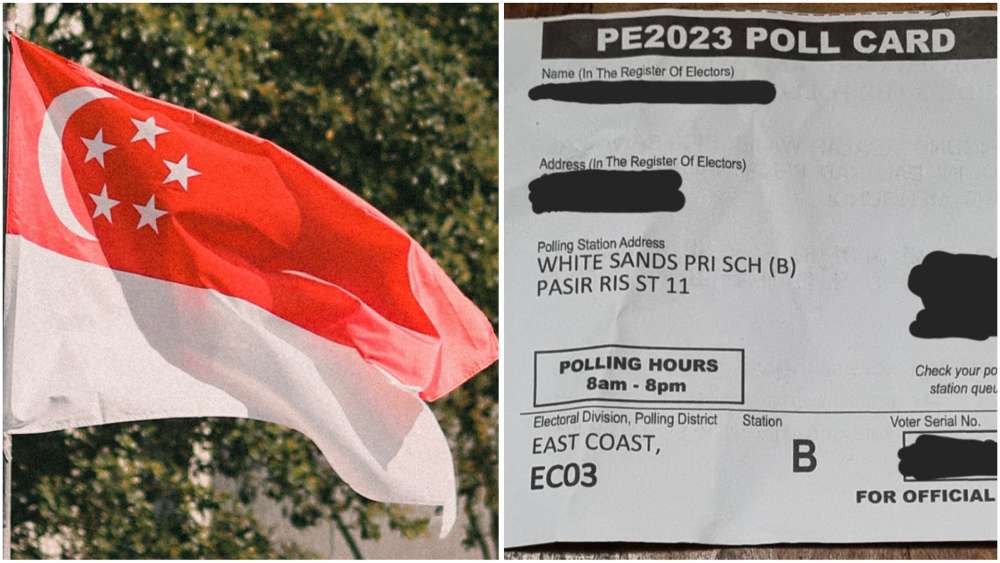 PE2023 POLL CARD
Name (In The Register Of Electors)
Address (In The Register Of Electors)
Polling Station Address
WHITE SANDS PRI SCH (B)
PASIR RIS ST 11
POLLING HOURS
8am - 8pm
Check your
station
Electoral Division, Polling District Station Voter Serial No.
EAST COAST,
EC03 B
FOR OFFICIAL